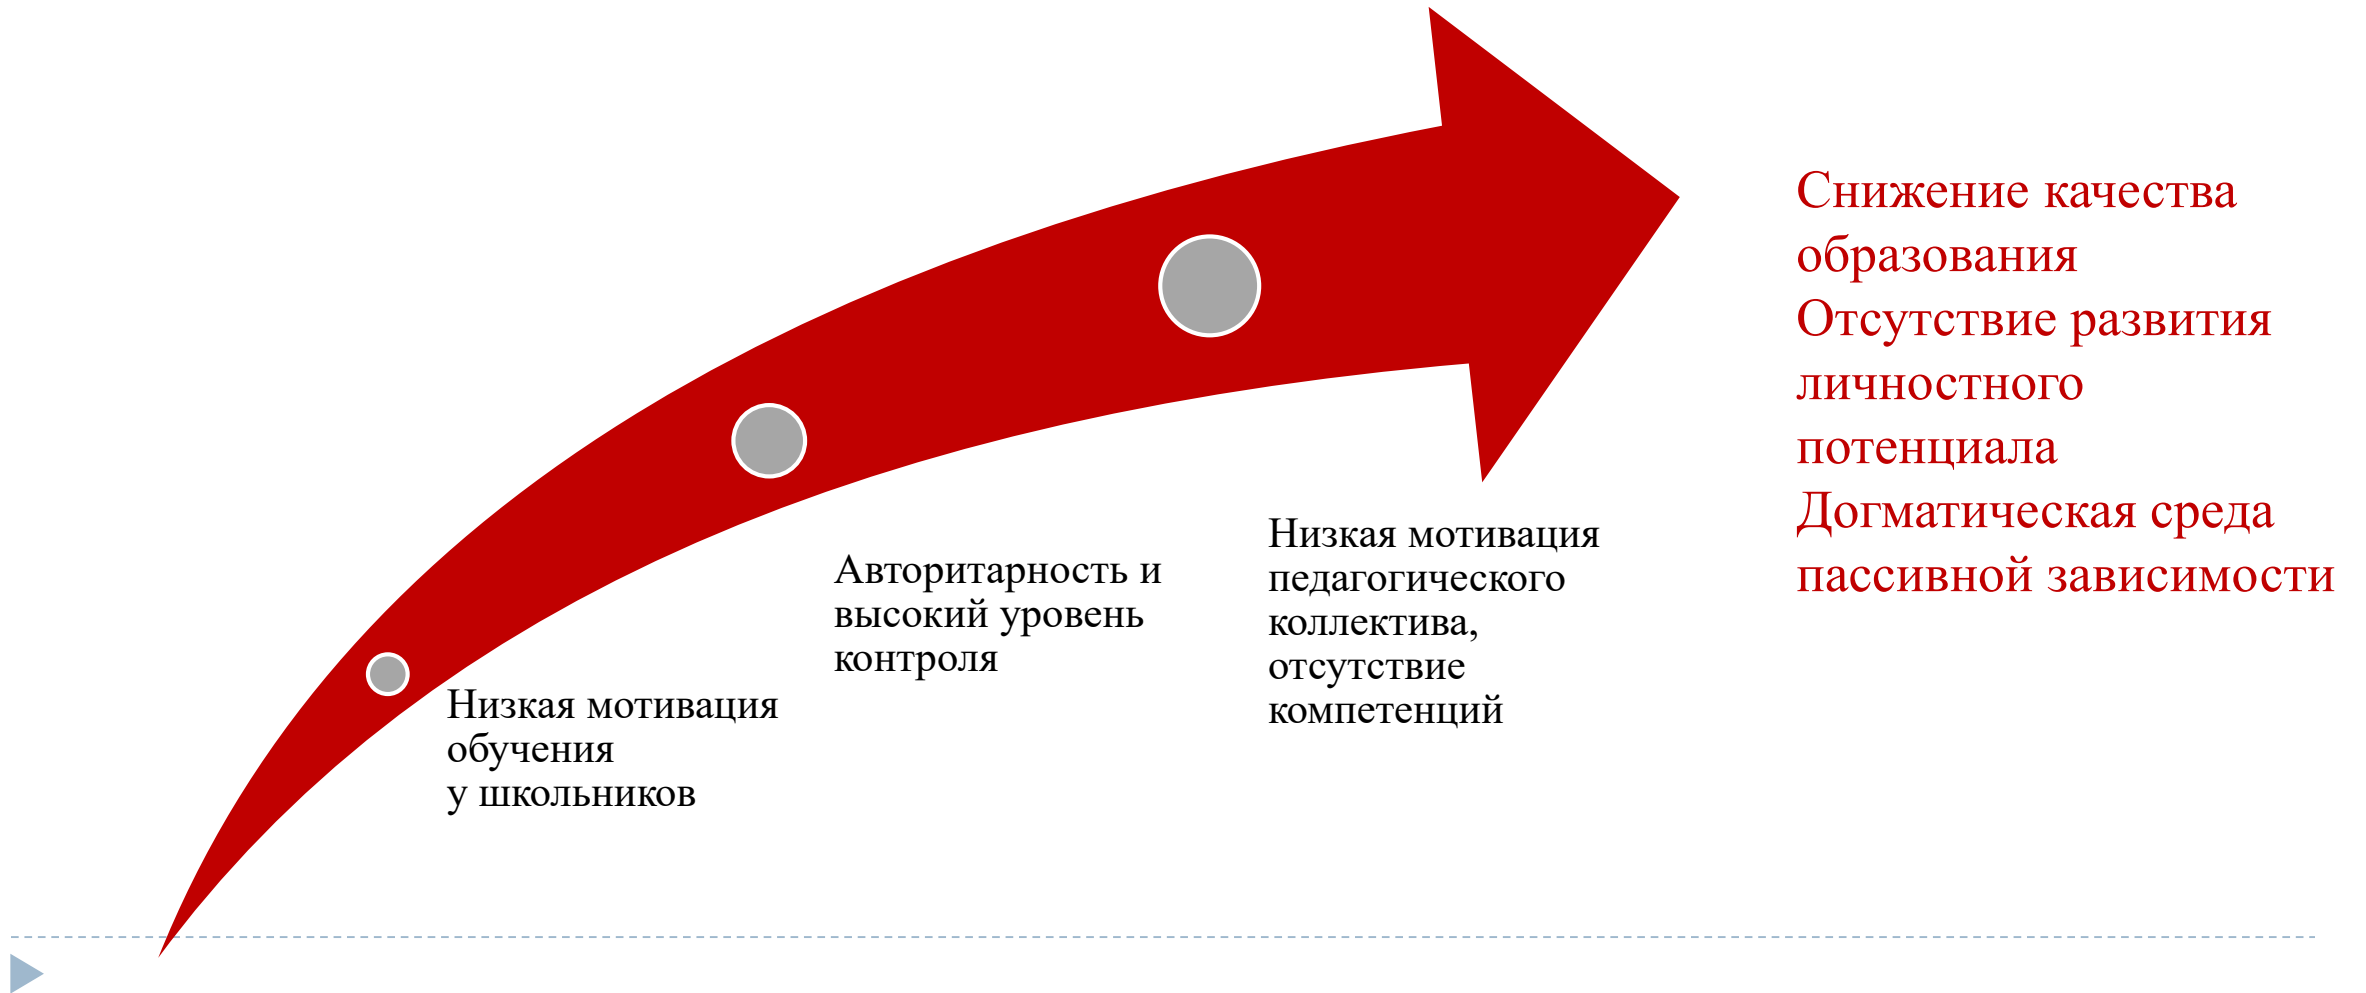 Снижение качества
образования
Отсутствие развития
личностного
потенциала
Догматическая среда
пассивной зависимости
Низкая мотивация
педагогического
коллектива,
отсутствие
компетенций
Авторитарность и
высокий уровень
контроля
Низкая мотивация
обучения
у школьников